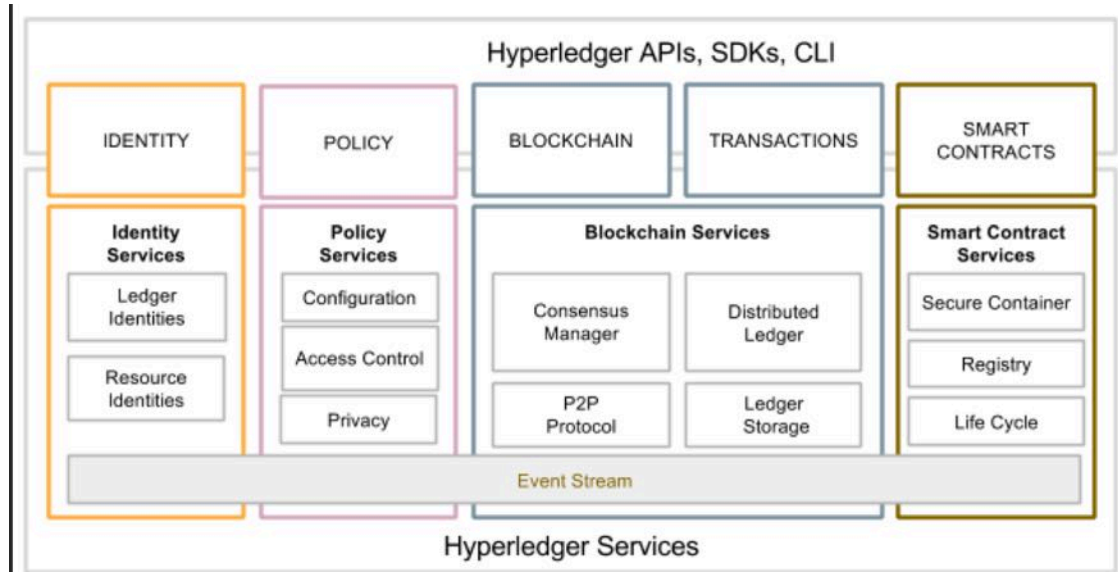 Hyperledger APIs, SDKs, CLI
IDENTITY
POLICY
BLOCKCHAIN
TRANSACTIONS
SMART
CONTRACTS
Identity
Services
Ledger
Identities
Resource
Identities
Policy
Services
Configuration
Access Control
Privacy
Blockchain Services
Consensus
Manager
Distributed
Ledger
P2P
Protocol
Ledger
Storage
Smart Contract
Services
Secure Container
Registry
Life Cycle
Event Stream
Hyperledger Services